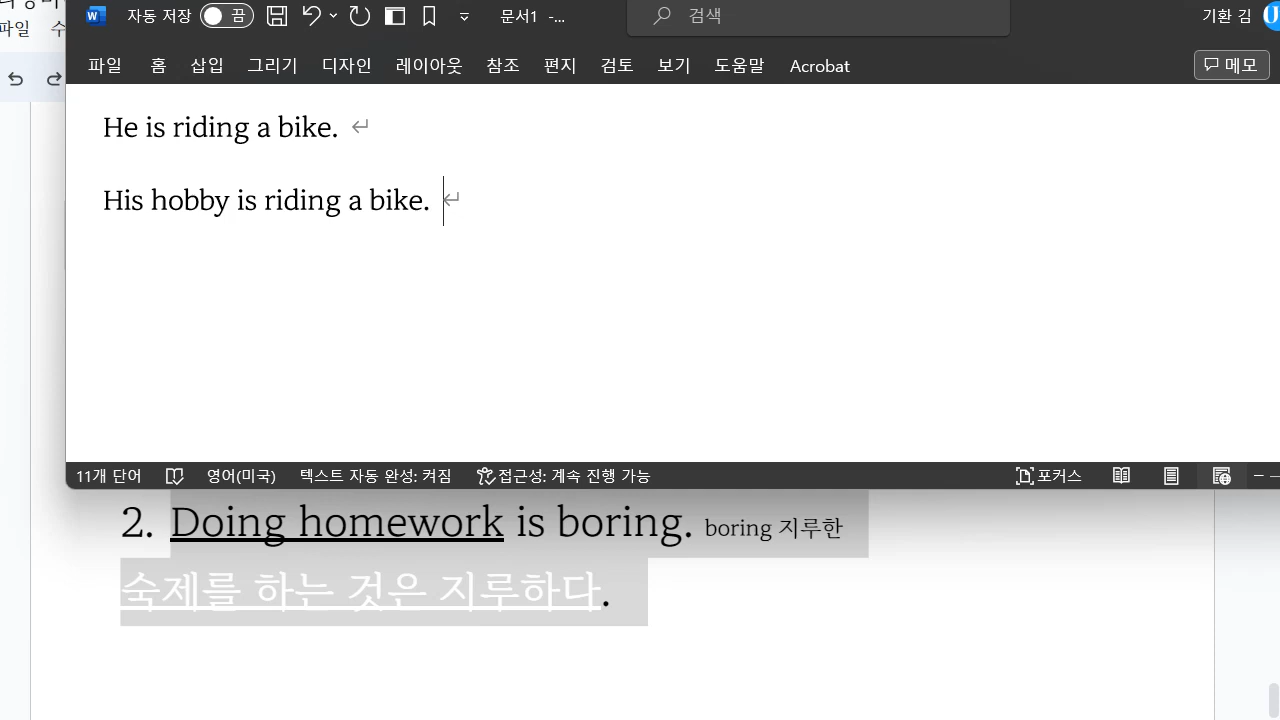 파일
자동 저장 끔 문서1 -... 검색 기환 김
파일 홈 삽입 그리기 디자인 레이아웃 참조 편지 검토 보기 도움말 Acrobat 메모
He is riding a bike. ↵
His hobby is riding a bike. ↵
11개 단어 영어(미국) 텍스트 자동 완성: 켜짐 접근성: 계속 진행 가능 포커스
2. Doing homework is boring. boring 지루한
숙제를 하는 것은 지루하다.